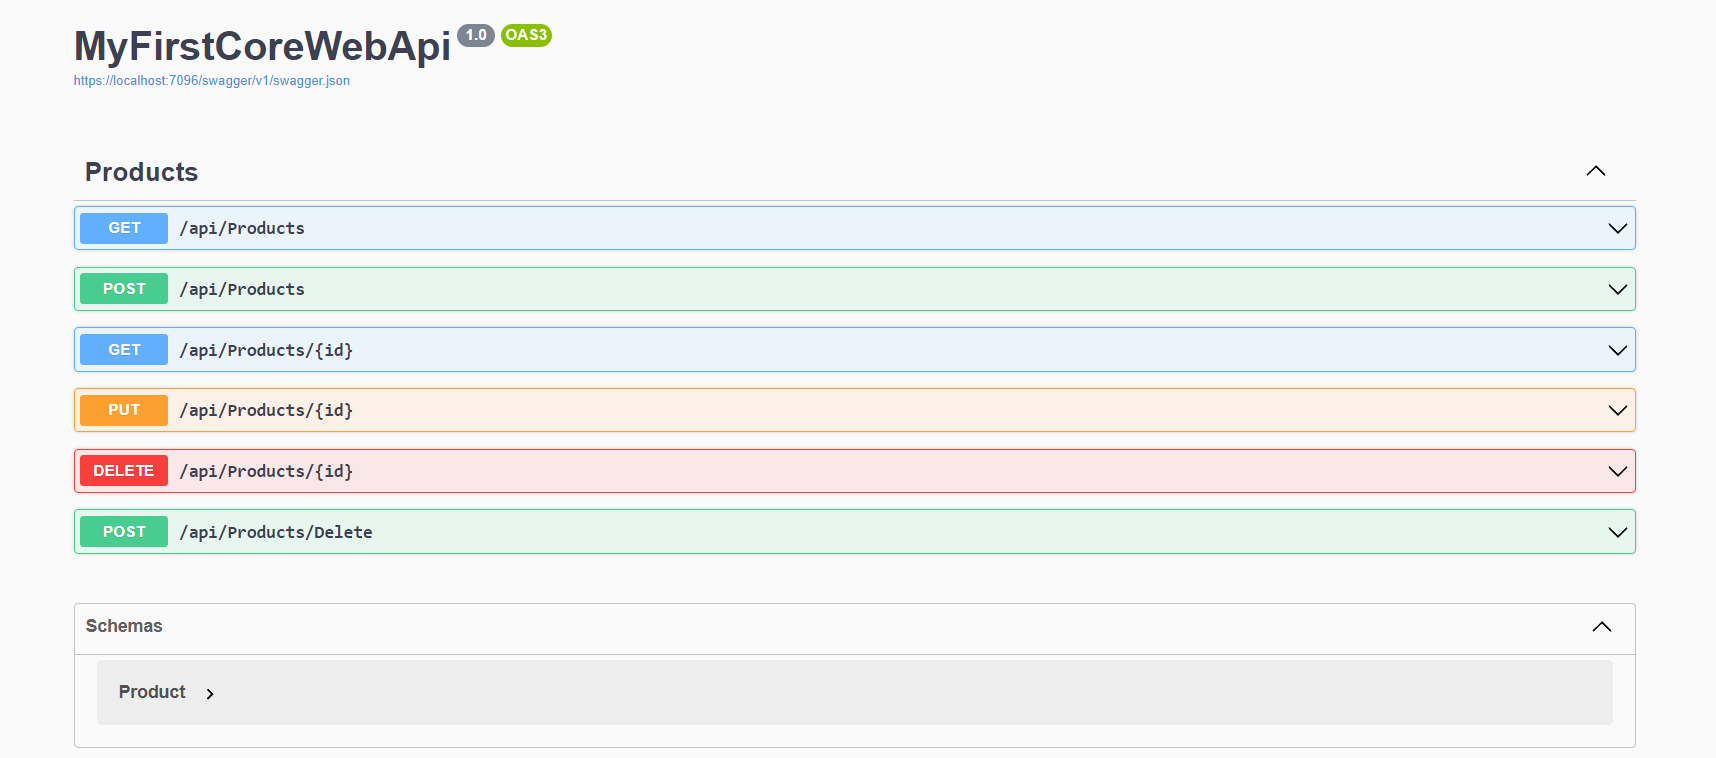 MyFirstCoreWebApi 1.0 OAS3
https://localhost:7096/swagger/v1/swagger.json
Products
GET /api/Products
POST /api/Products
GET /api/Products/{id}
PUT /api/Products/{id}
DELETE /api/Products/{id}
POST /api/Products/Delete
Schemas
Product